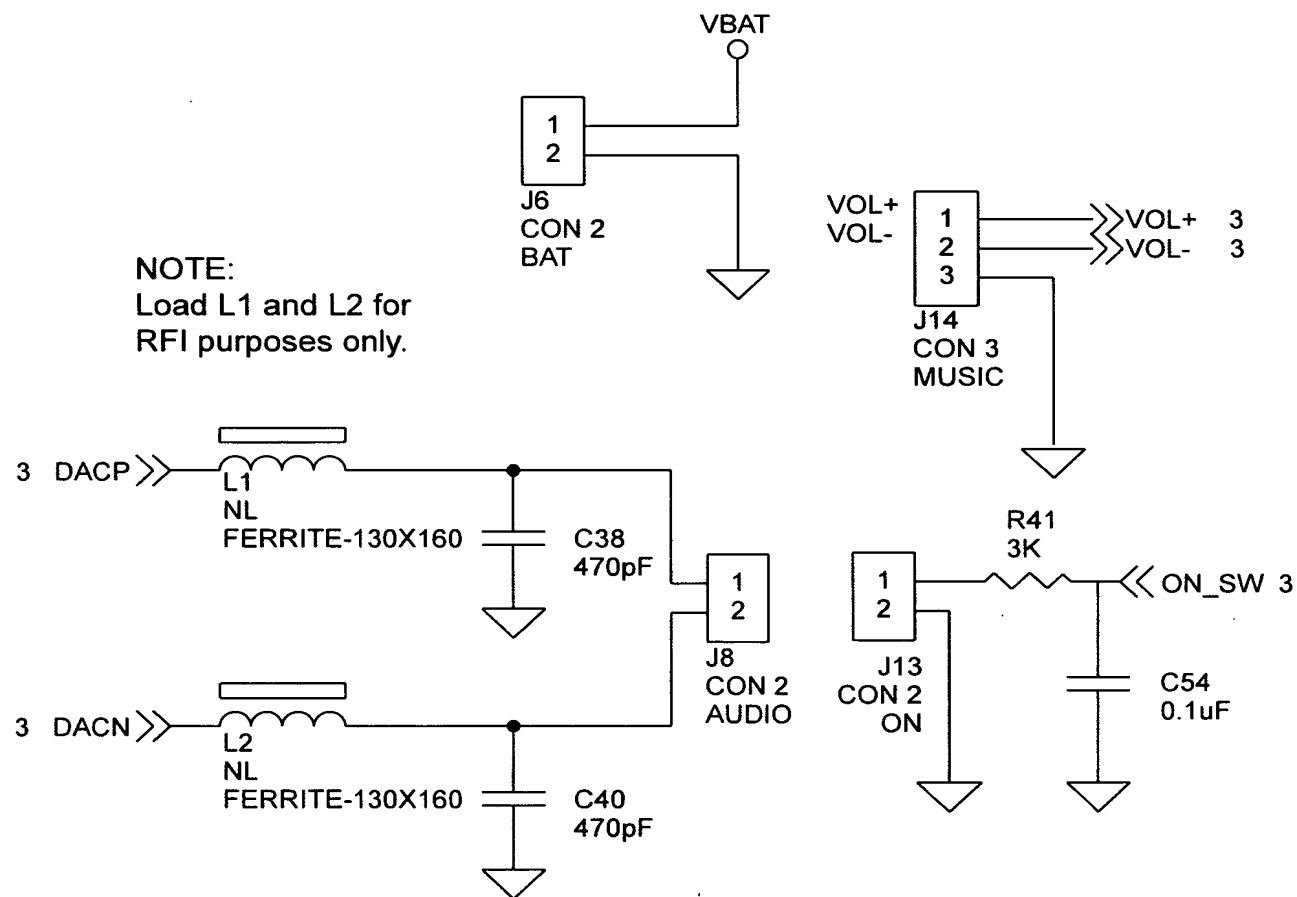 VBAT
1
2
J6
CON 2
BAT
VOL+
VOL-
1
2
3
VOL+ 3
VOL- 3
J14
CON 3
MUSIC
NOTE:
Load L1 and L2 for
RFI purposes only.
3 DACP
L1
NL
FERRITE-130X160
C38
470pF
1
2
J8
CON 2
AUDIO
3 DACN
L2
NL
FERRITE-130X160
C40
470pF
R41
3K
1
2
ON_SW 3
J13
CON 2
ON
C54
0.1uF